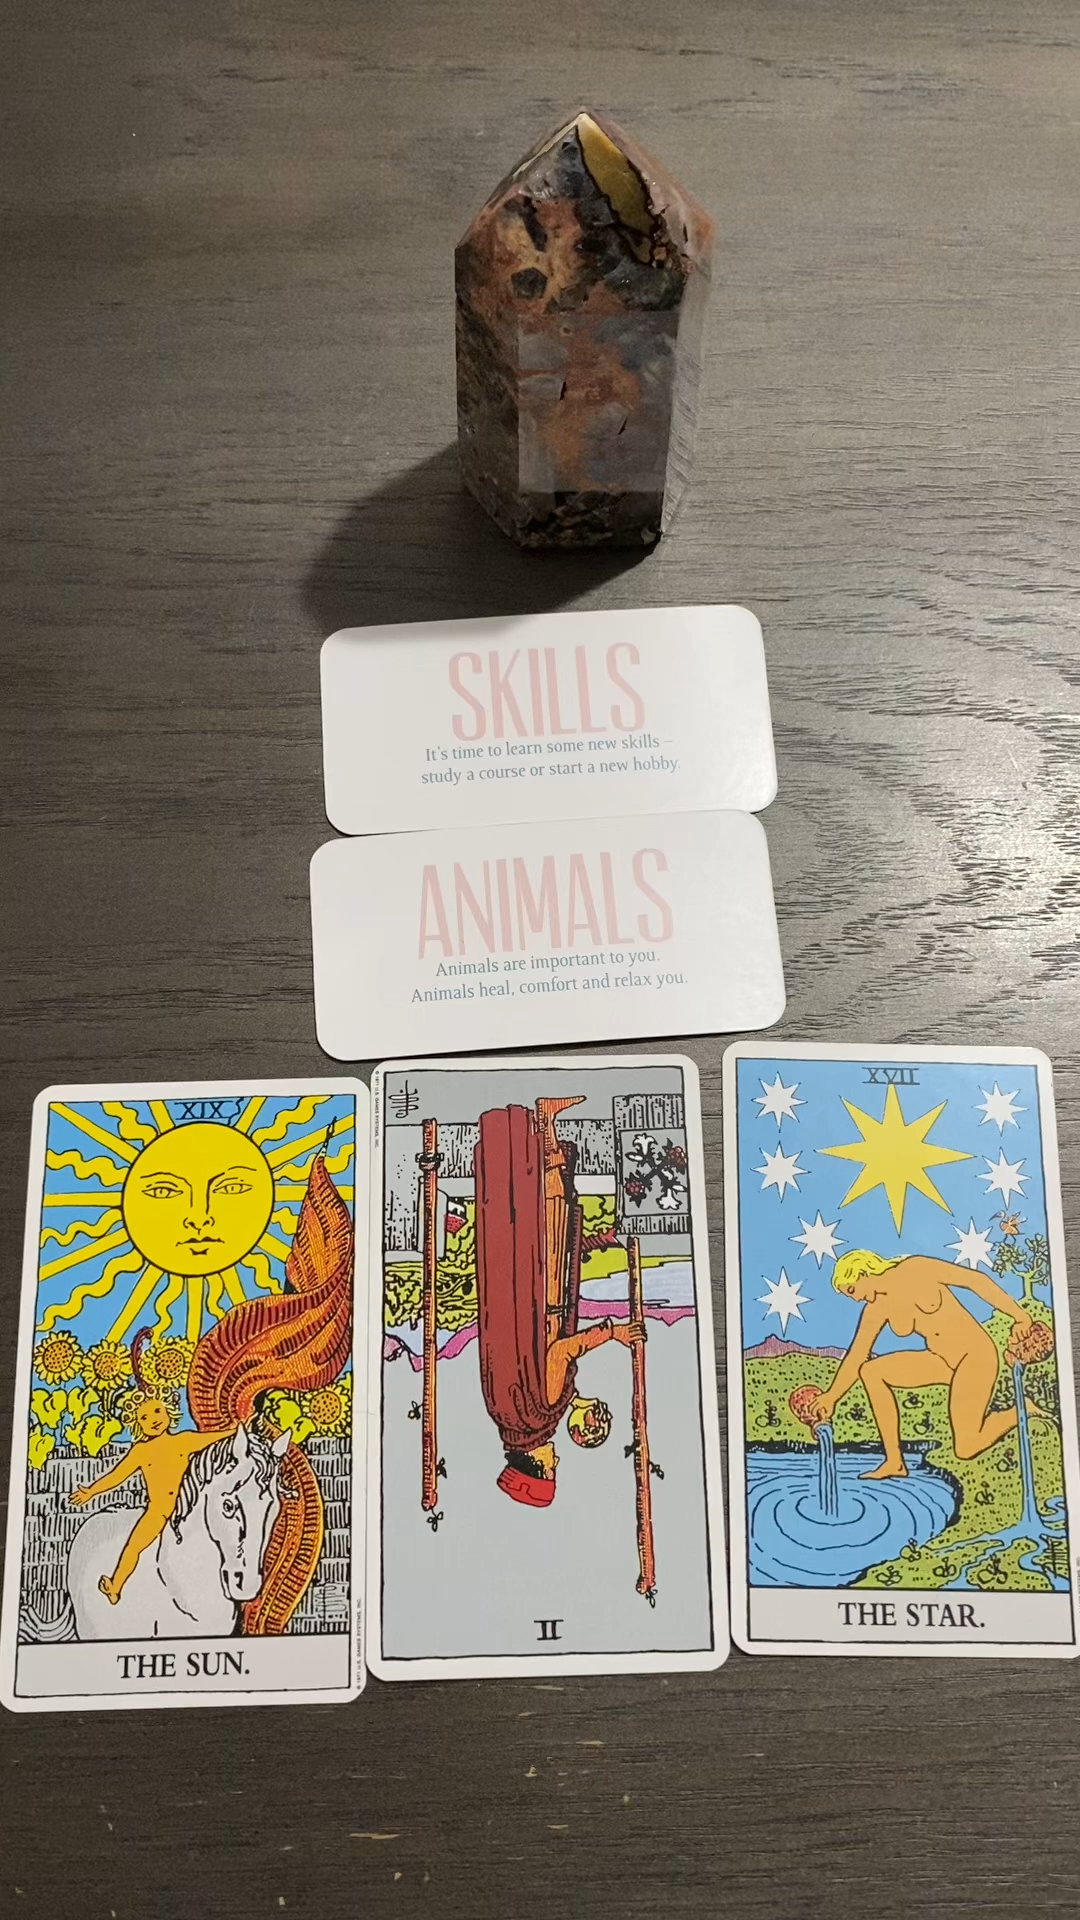 SKILLS
It's time to learn some new skills –
study a course or start a new hobby.
ANIMALS
Animals are important to you.
Animals heal, comfort and relax you.
XIX
THE SUN.
II
XVII
THE STAR.